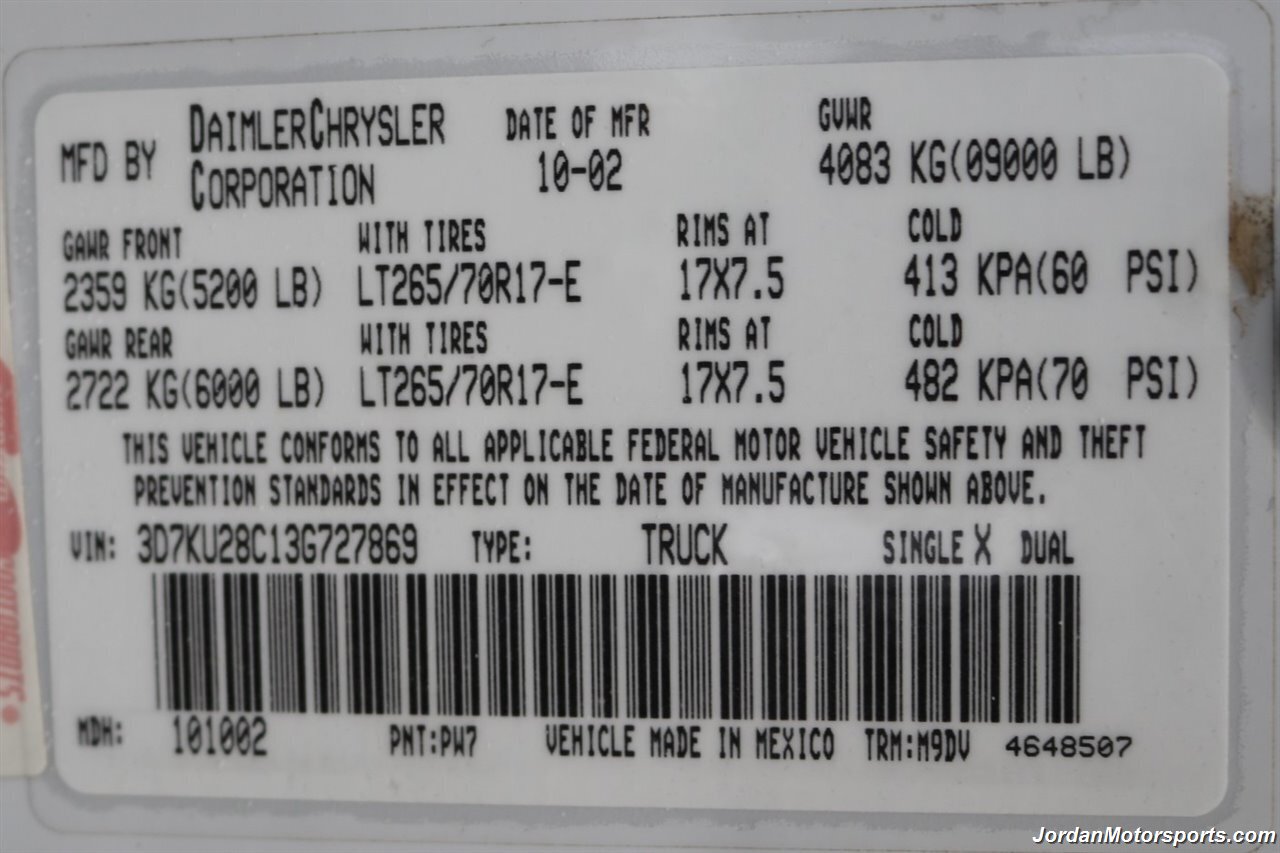 MFD BY DAIMLERCHRYSLER CORPORATION DATE OF MFR 10-02 GVWR 4083 KG(09000 LB)
GAWR FRONT WITH TIRES RIMS AT COLD
2359 KG(5200 LB) LT265/70R17-E 17X7.5 413 KPA(60 PSI)
GAWR REAR WITH TIRES RIMS AT COLD
2722 KG(6000 LB) LT265/70R17-E 17X7.5 482 KPA(70 PSI)
THIS VEHICLE CONFORMS TO ALL APPLICABLE FEDERAL MOTOR VEHICLE SAFETY AND THEFT
PREVENTION STANDARDS IN EFFECT ON THE DATE OF MANUFACTURE SHOWN ABOVE.
VIN: 3D7KU28C13G727869 TYPE: TRUCK SINGLE X DUAL
MDH: 101002 PNT:PW7 VEHICLE MADE IN MEXICO TRM:M9DV 4648507
JordanMotorsports.com